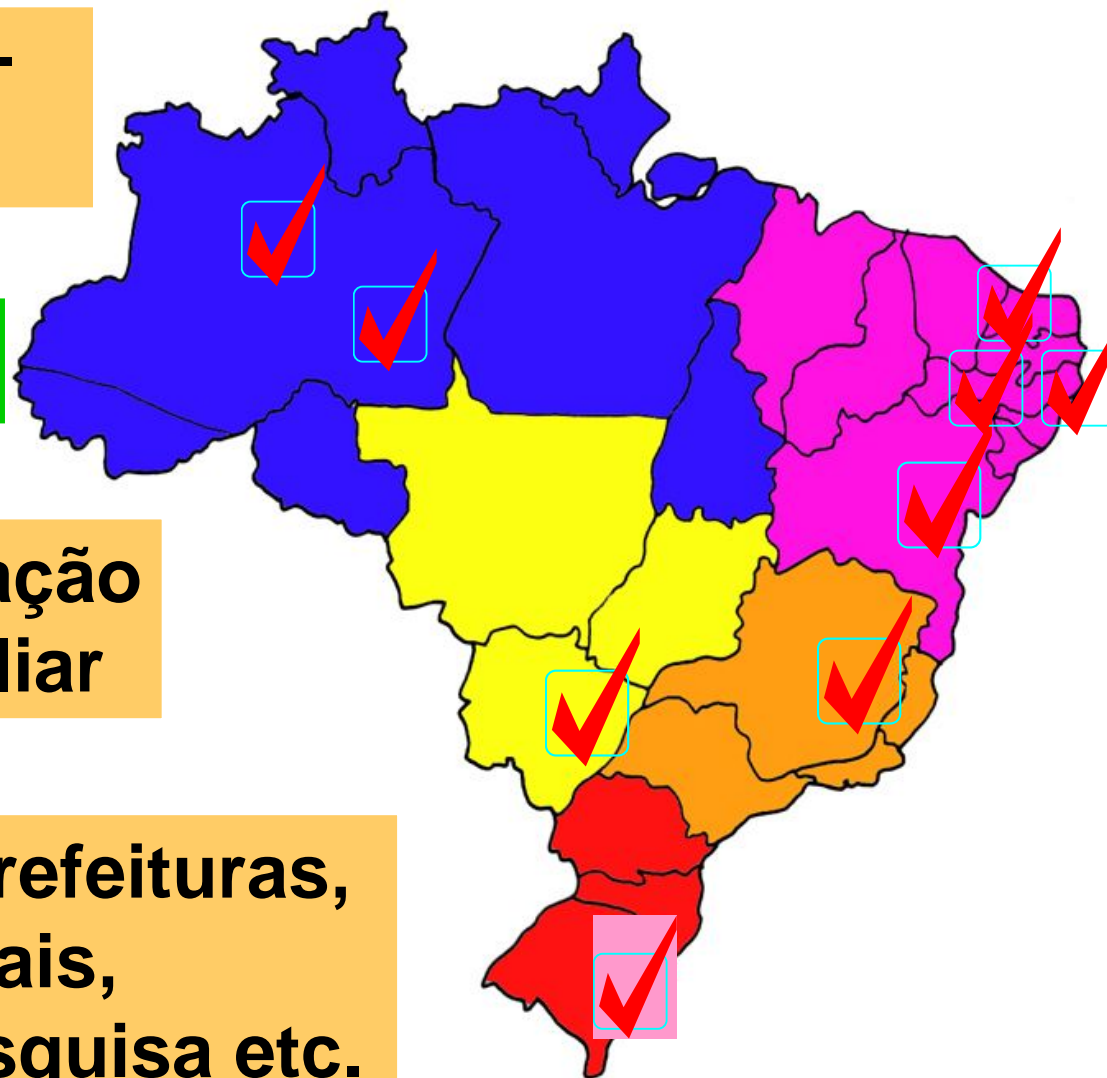 -
ação
liar
refeituras,
ais,
squisa etc.